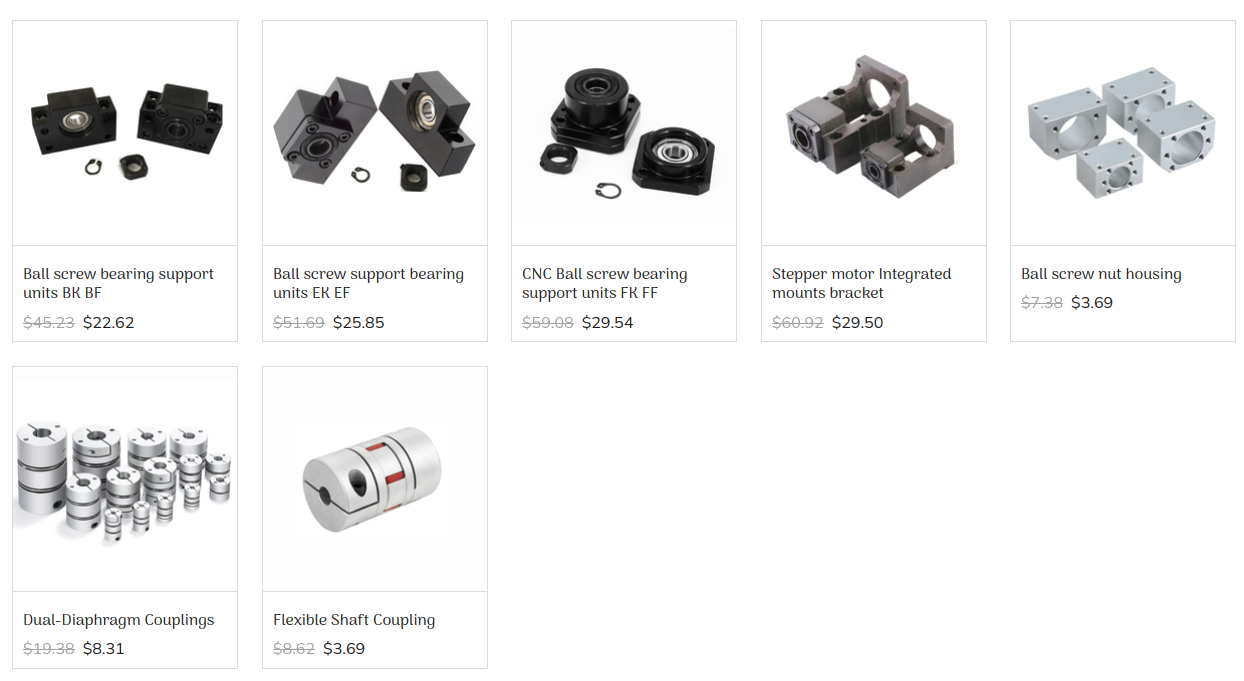 Ball screw bearing support
units BK BF
$45.23 $22.62
Ball screw support bearing
units EK EF
$51.69 $25.85
CNC Ball screw bearing
support units FK FF
$59.08 $29.54
Stepper motor Integrated
mounts bracket
$60.92 $29.50
Ball screw nut housing
$7.38 $3.69
Dual-Diaphragm Couplings
$19.38 $8.31
Flexible Shaft Coupling
$8.62 $3.69